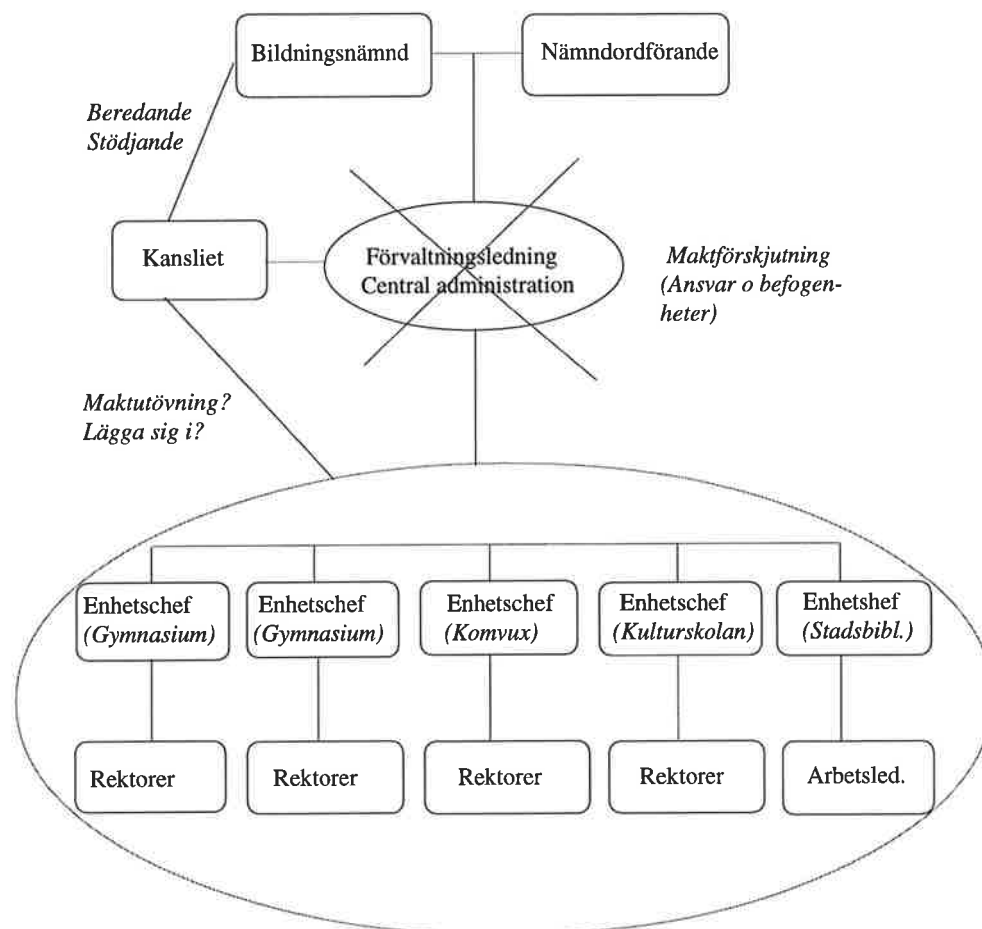 Bildningsnämnd
Nämndordförande
Beredande
Stödjande
Kansliet
Förvaltningsledning
Central administration
Maktförskjutning
(Ansvar o befogen-
heter)
Maktutövning?
Lägga sig i?
Enhetschef
(Gymnasium)
Enhetschef
(Gymnasium)
Enhetschef
(Komvux)
Enhetschef
(Kulturskolan)
Enhetshef
(Stadsbibl.)
Rektorer
Rektorer
Rektorer
Rektorer
Arbetsled.